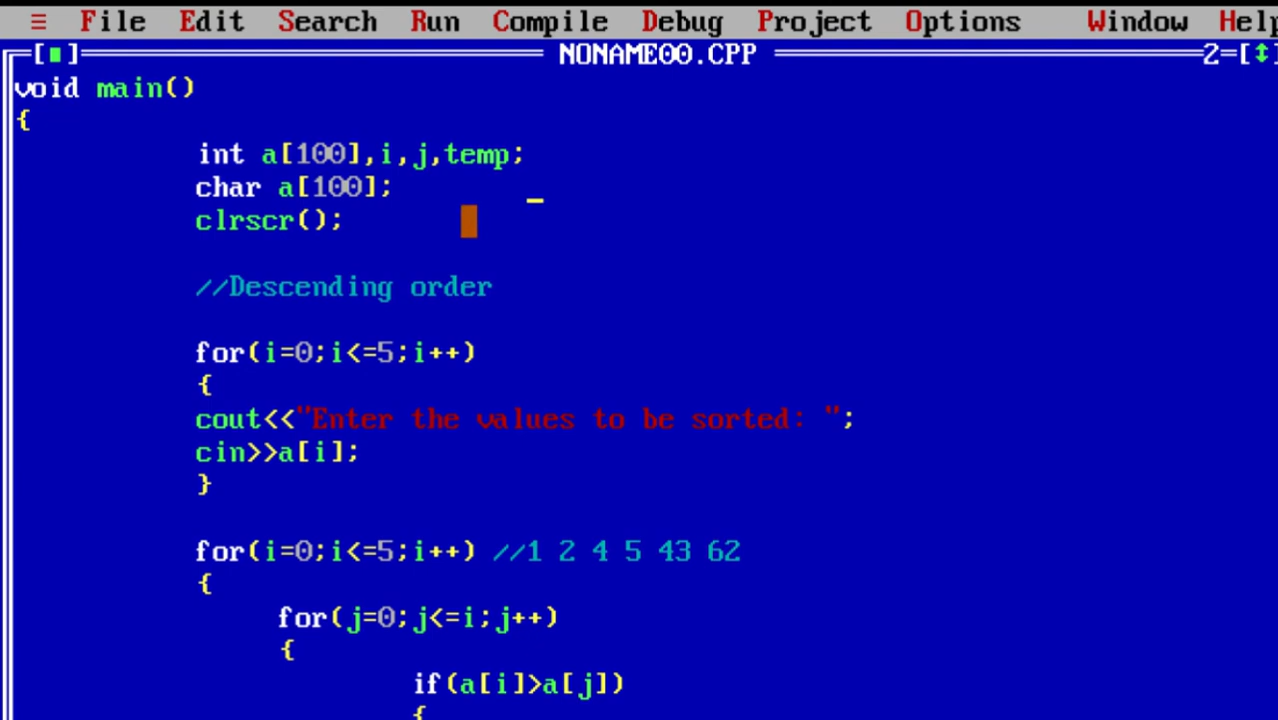 ≡ File Edit Search Run Compile Debug Project Options Window Help
[■] NONAME00.CPP 2=[↕]
void main()
{
int a[100],i,j,temp;
char a[100];
clrscr();
//Descending order
for(i=0;i<=5;i++)
{
cout<<"Enter the values to be sorted: ";
cin>>a[i];
}
for(i=0;i<=5;i++) //1 2 4 5 43 62
{
for(j=0;j<=i;j++)
{
if(a[i]>a[j])
{